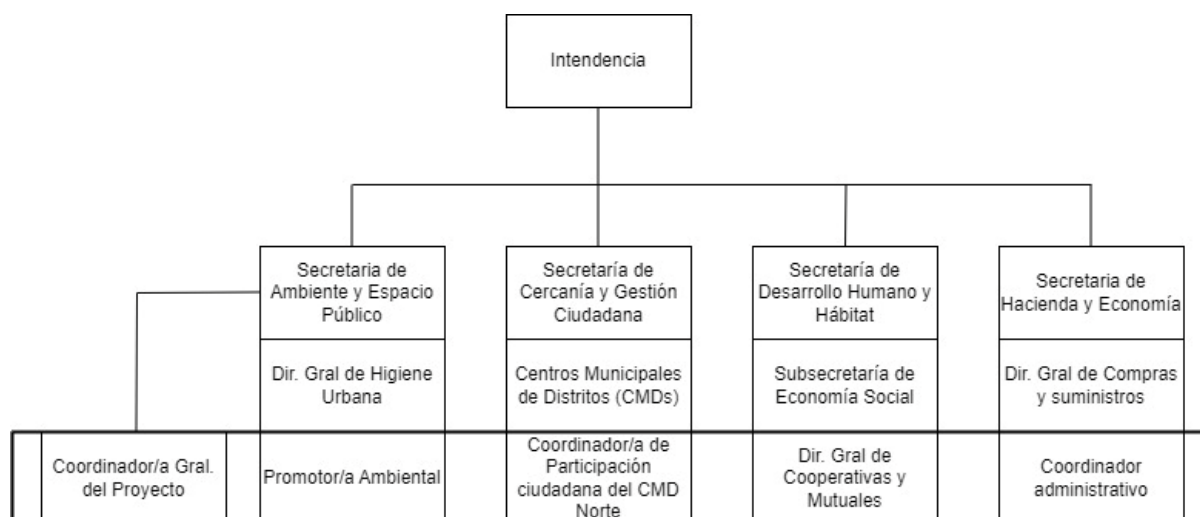 Intendencia
Secretaria de
Ambiente y Espacio
Público
Secretaría de
Cercanía y Gestión
Ciudadana
Secretaría de
Desarrollo Humano y
Hábitat
Secretaria de
Hacienda y Economía
Dir. Gral de Higiene
Urbana
Centros Municipales
de Distritos (CMDs)
Subsecretaría de
Economía Social
Dir. Gral de Compras
y suministros
Coordinador/a Gral.
del Proyecto
Promotor/a Ambiental
Coordinador/a de
Participación
ciudadana del CMD
Norte
Dir. Gral de
Cooperativas y
Mutuales
Coordinador
administrativo